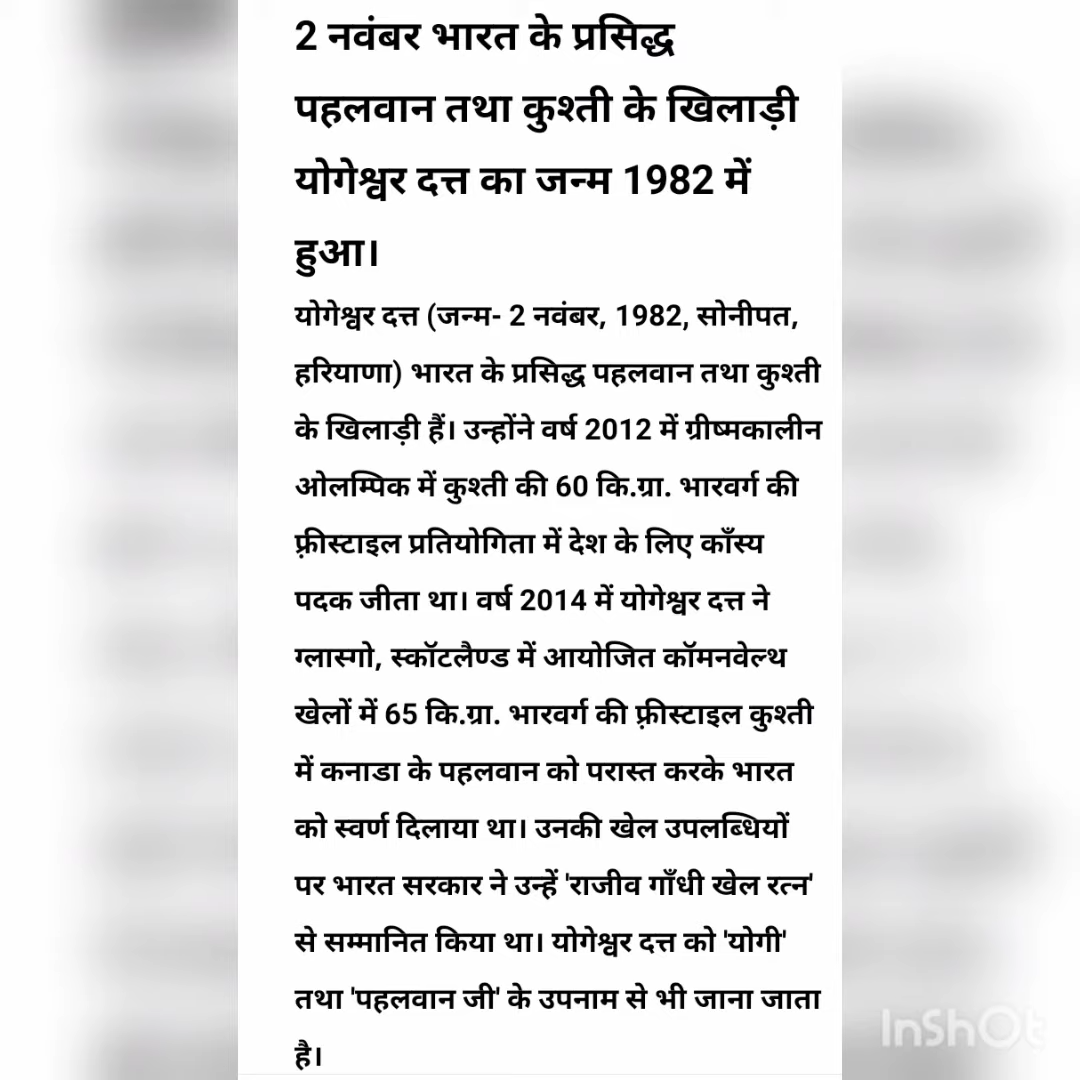 2 नवंबर भारत के प्रसिद्ध
पहलवान तथा कुश्ती के खिलाड़ी
योगेश्वर दत्त का जन्म 1982 में
हुआ।
योगेश्वर दत्त (जन्म- 2 नवंबर, 1982, सोनीपत,
हरियाणा) भारत के प्रसिद्ध पहलवान तथा कुश्ती
के खिलाड़ी हैं। उन्होंने वर्ष 2012 में ग्रीष्मकालीन
ओलम्पिक में कुश्ती की 60 कि.ग्रा. भारवर्ग की
फ़्रीस्टाइल प्रतियोगिता में देश के लिए काँस्य
पदक जीता था। वर्ष 2014 में योगेश्वर दत्त ने
ग्लास्गो, स्कॉटलैण्ड में आयोजित कॉमनवेल्थ
खेलों में 65 कि.ग्रा. भारवर्ग की फ़्रीस्टाइल कुश्ती
में कनाडा के पहलवान को परास्त करके भारत
को स्वर्ण दिलाया था। उनकी खेल उपलब्धियों
पर भारत सरकार ने उन्हें 'राजीव गाँधी खेल रत्न'
से सम्मानित किया था। योगेश्वर दत्त को 'योगी'
तथा 'पहलवान जी' के उपनाम से भी जाना जाता
है।
InShOt